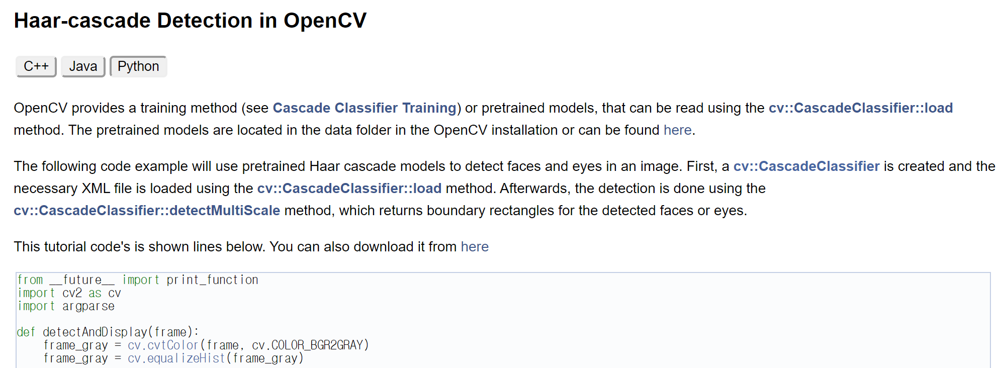 Haar-cascade Detection in OpenCV
C++ Java Python
OpenCV provides a training method (see Cascade Classifier Training) or pretrained models, that can be read using the cv::CascadeClassifier::load
method. The pretrained models are located in the data folder in the OpenCV installation or can be found here.
The following code example will use pretrained Haar cascade models to detect faces and eyes in an image. First, a cv::CascadeClassifier is created and the
necessary XML file is loaded using the cv::CascadeClassifier::load method. Afterwards, the detection is done using the
cv::CascadeClassifier::detectMultiScale method, which returns boundary rectangles for the detected faces or eyes.
This tutorial code's is shown lines below. You can also download it from here
from __future__ import print_function
import cv2 as cv
import argparse
def detectAndDisplay(frame):
    frame_gray = cv.cvtColor(frame, cv.COLOR_BGR2GRAY)
    frame_gray = cv.equalizeHist(frame_gray)